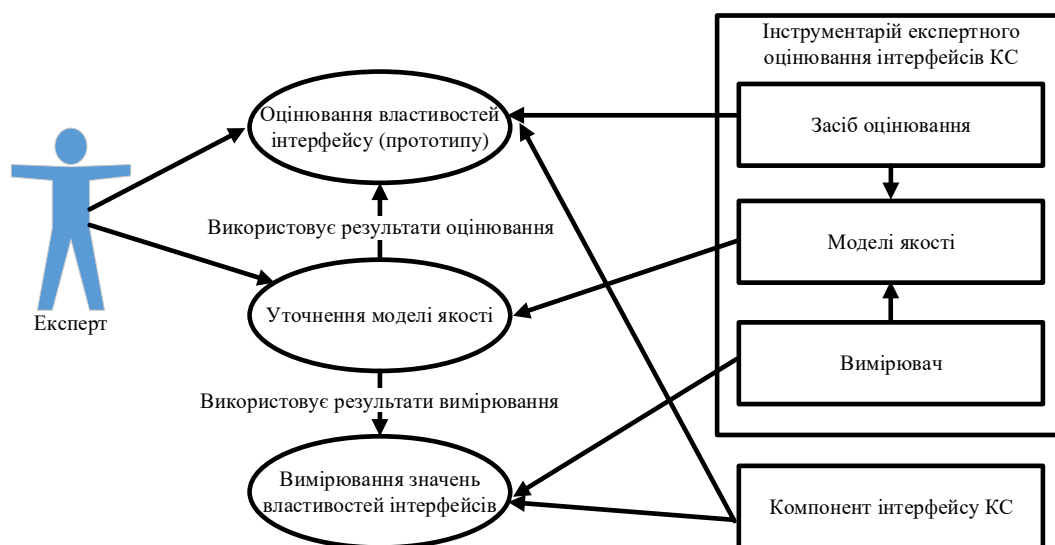 Інструментарій експертного
оцінювання інтерфейсів КС
Оцінювання властивостей
інтерфейсу (прототипу)
Засіб оцінювання
Використовує результати оцінювання
Моделі якості
Експерт
Уточнення моделі якості
Вимірювач
Використовує результати вимірювання
Вимірювання значень
властивостей інтерфейсів
Компонент інтерфейсу КС